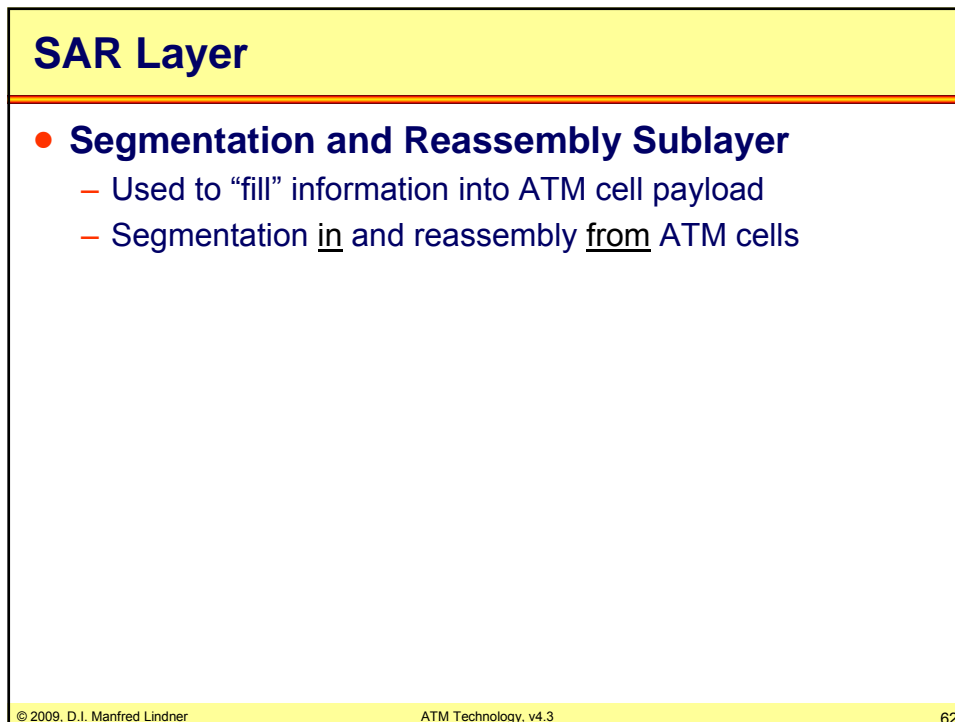 SAR Layer
• Segmentation and Reassembly Sublayer
– Used to “fill” information into ATM cell payload
– Segmentation in and reassembly from ATM cells
© 2009, D.I. Manfred Lindner ATM Technology, v4.3 62